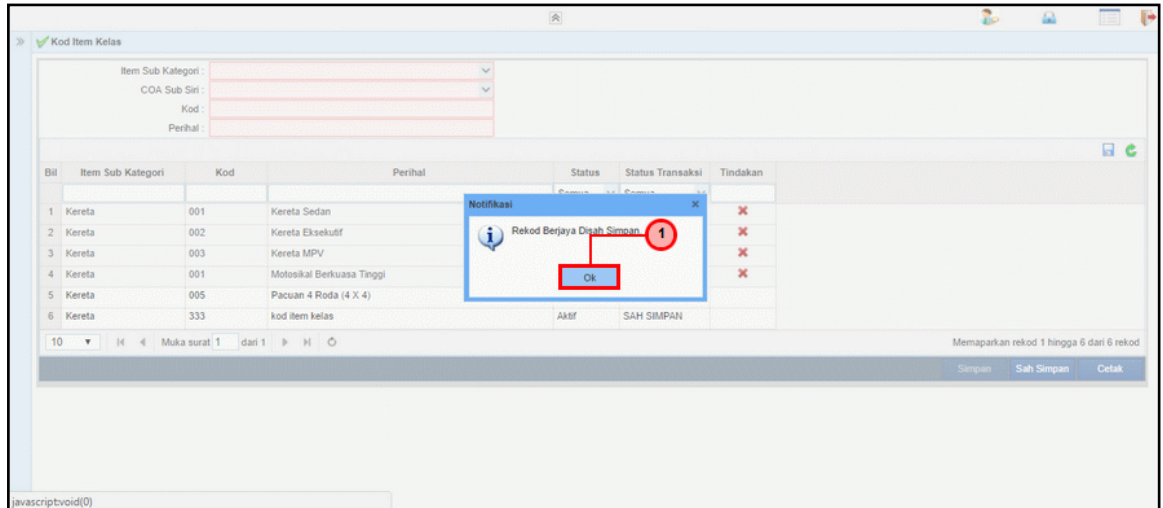 Kod Item Kelas
Item Sub Kategori :
COA Sub Siri :
Kod :
Perihal :
Bil Item Sub Kategori Kod Perihal Status Status Transaksi Tindakan
Semua Semua
1 Kereta 001 Kereta Sedan
2 Kereta 002 Kereta Eksekutif
3 Kereta 003 Kereta MPV
4 Kereta 001 Motosikal Berkuasa Tinggi
5 Kereta 005 Pacuan 4 Roda (4 X 4)
6 Kereta 333 kod item kelas Aktif SAH SIMPAN
Notifikasi
Rekod Berjaya Disah Simpan.
1
Ok
10 Muka surat 1 dari 1 Memaparkan rekod 1 hingga 6 dari 6 rekod
Simpan Sah Simpan Cetak
javascript:void(0)